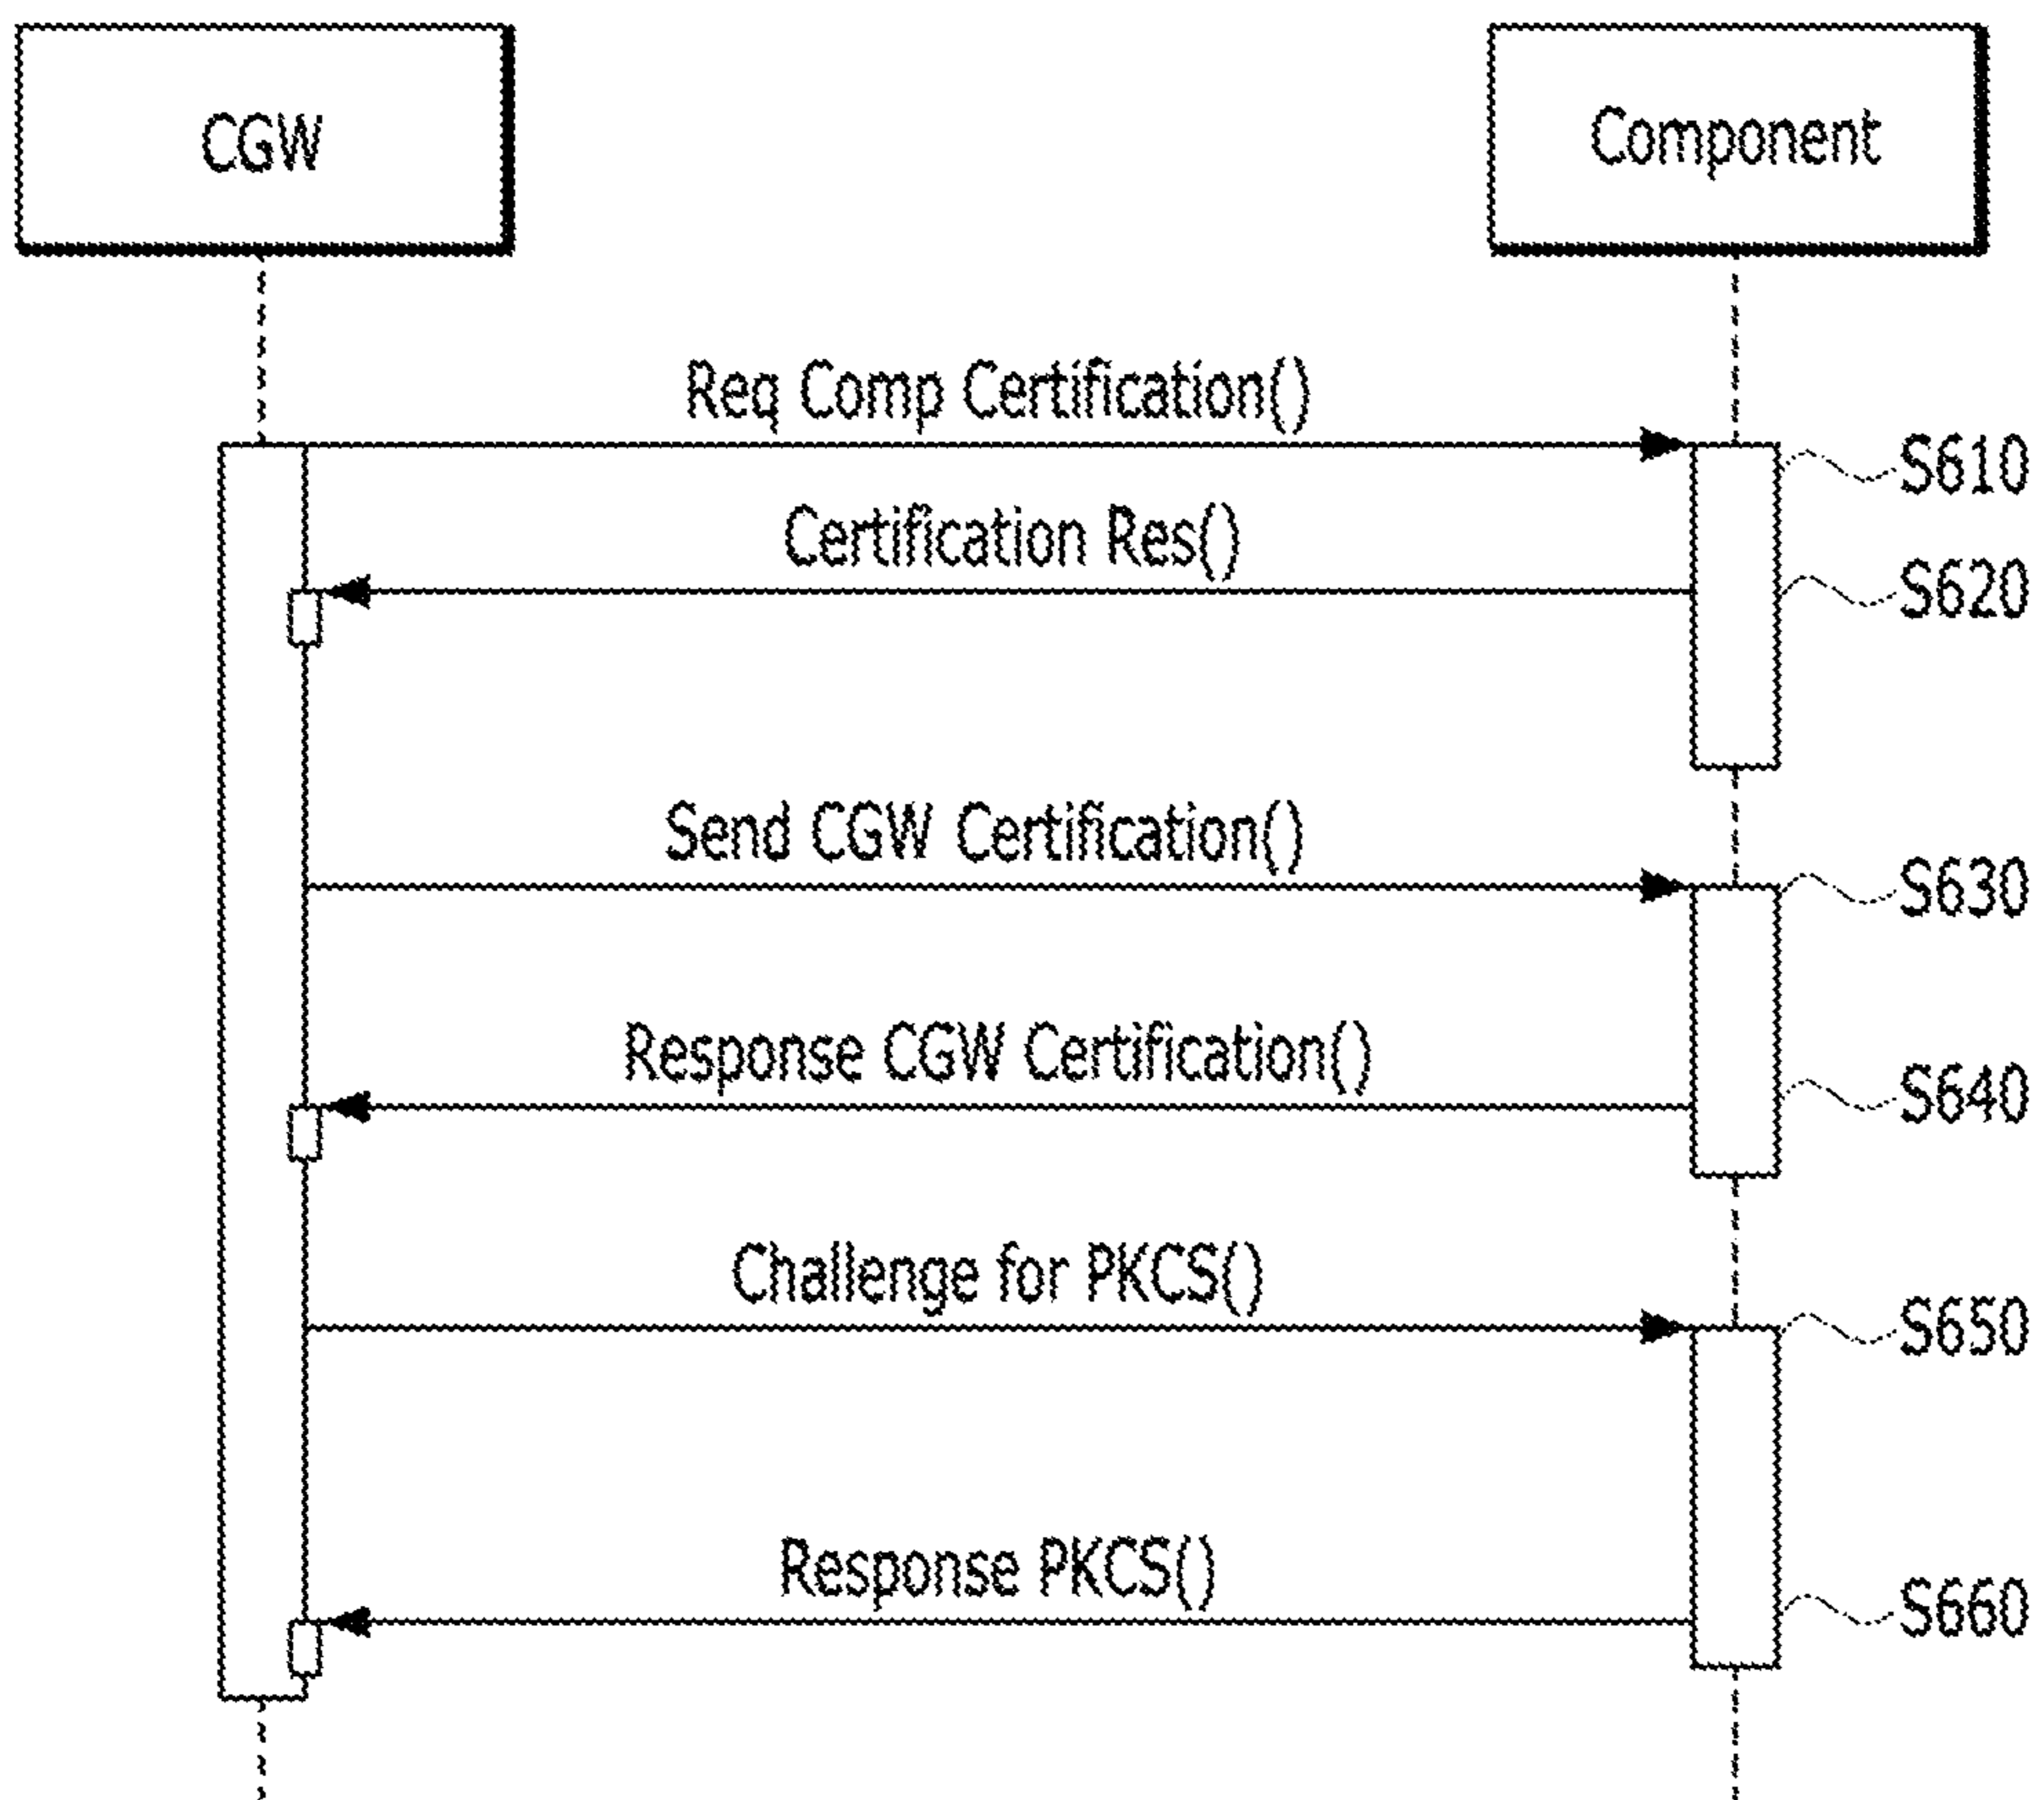 CGW
Component
Req Comp Certification()
S610
Certification Res()
S620
Send CGW Certification()
S630
Response CGW Certification()
S640
Challenge for PKCS()
S650
Response PKCS()
S660